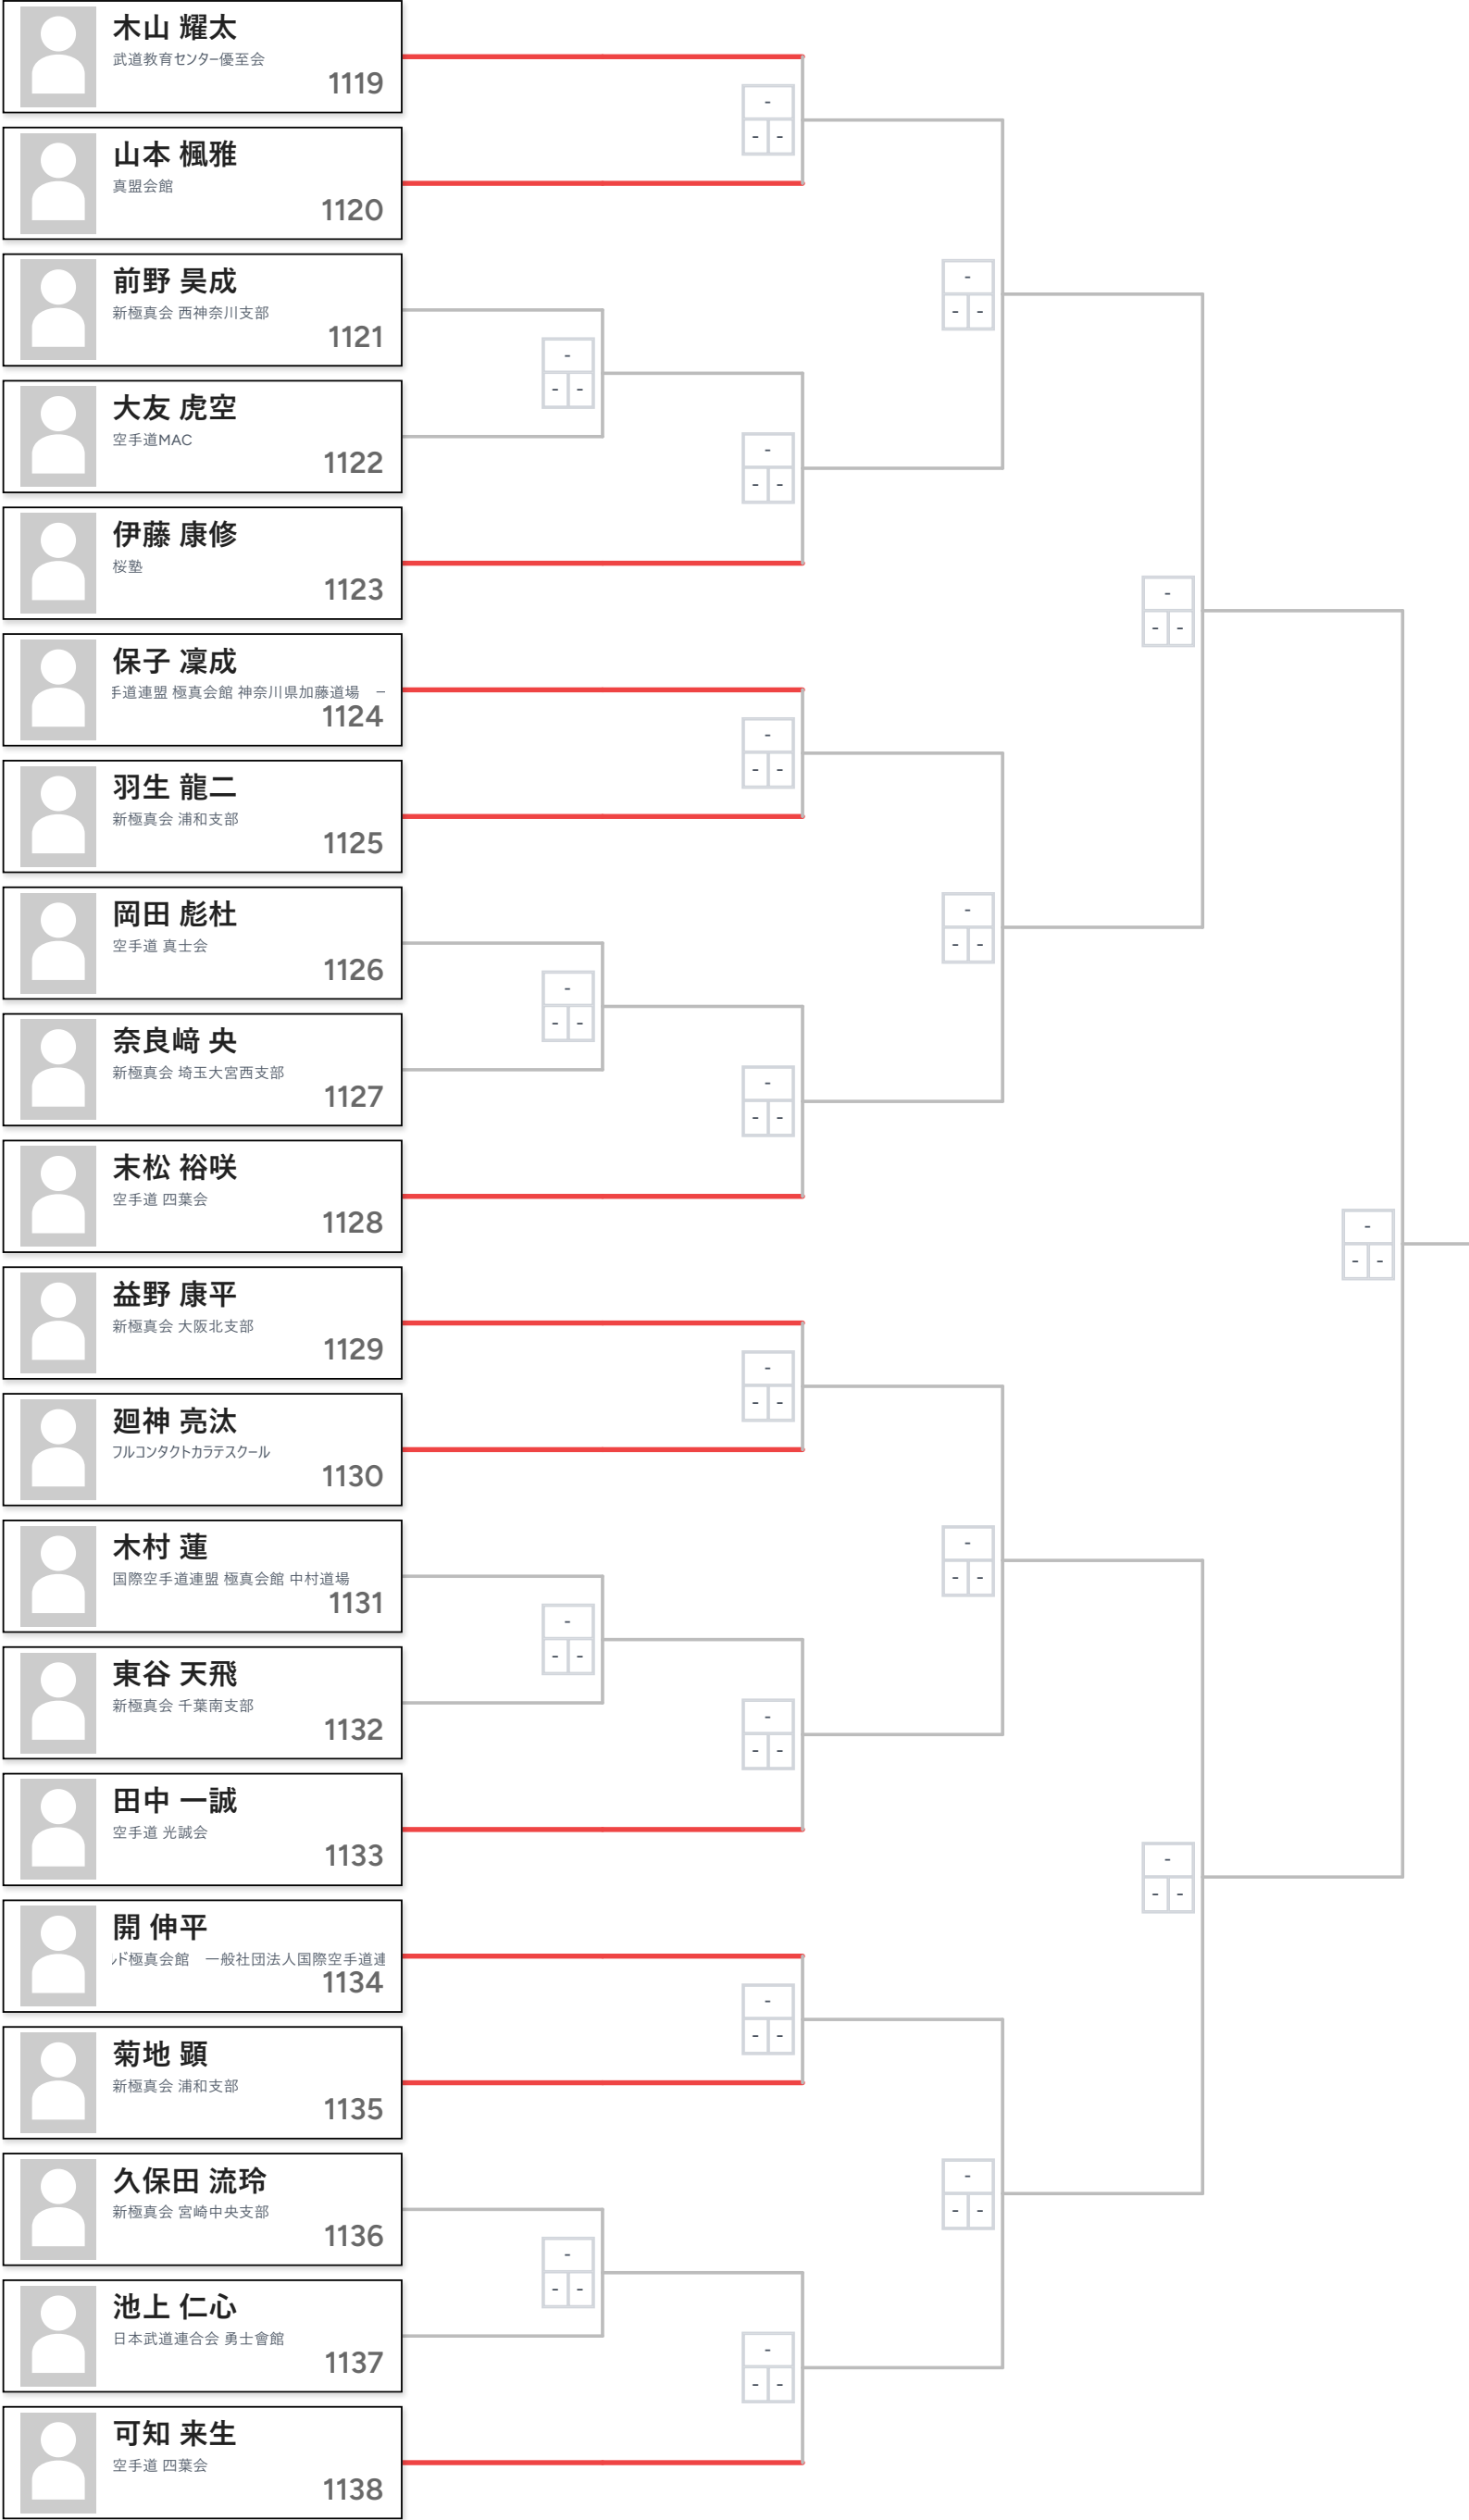 木山 耀太
武道教育センター優至会
1119
-
- -
山本 楓雅
真盟会館
1120
-
- -
前野 昊成
新極真会 西神奈川支部
1121
-
- -
大友 虎空
空手道MAC
1122
-
- -
伊藤 康修
桜塾
1123
-
- -
保子 凜成
手道連盟 極真会館 神奈川県加藤道場 ー
1124
-
- -
羽生 龍二
新極真会 浦和支部
1125
-
- -
岡田 彪杜
空手道 真士会
1126
-
- -
奈良﨑 央
新極真会 埼玉大宮西支部
1127
-
- -
末松 裕咲
空手道 四葉会
1128
-
- -
益野 康平
新極真会 大阪北支部
1129
-
- -
廻神 亮汰
フルコンタクトカラテスクール
1130
-
- -
木村 蓮
国際空手道連盟 極真会館 中村道場
1131
-
- -
東谷 天飛
新極真会 千葉南支部
1132
-
- -
田中 一誠
空手道 光誠会
1133
-
- -
開 伸平
ルド極真会館 一般社団法人国際空手道連
1134
-
- -
菊地 顕
新極真会 浦和支部
1135
-
- -
久保田 流玲
新極真会 宮崎中央支部
1136
-
- -
池上 仁心
日本武道連合会 勇士會館
1137
-
- -
可知 来生
空手道 四葉会
1138